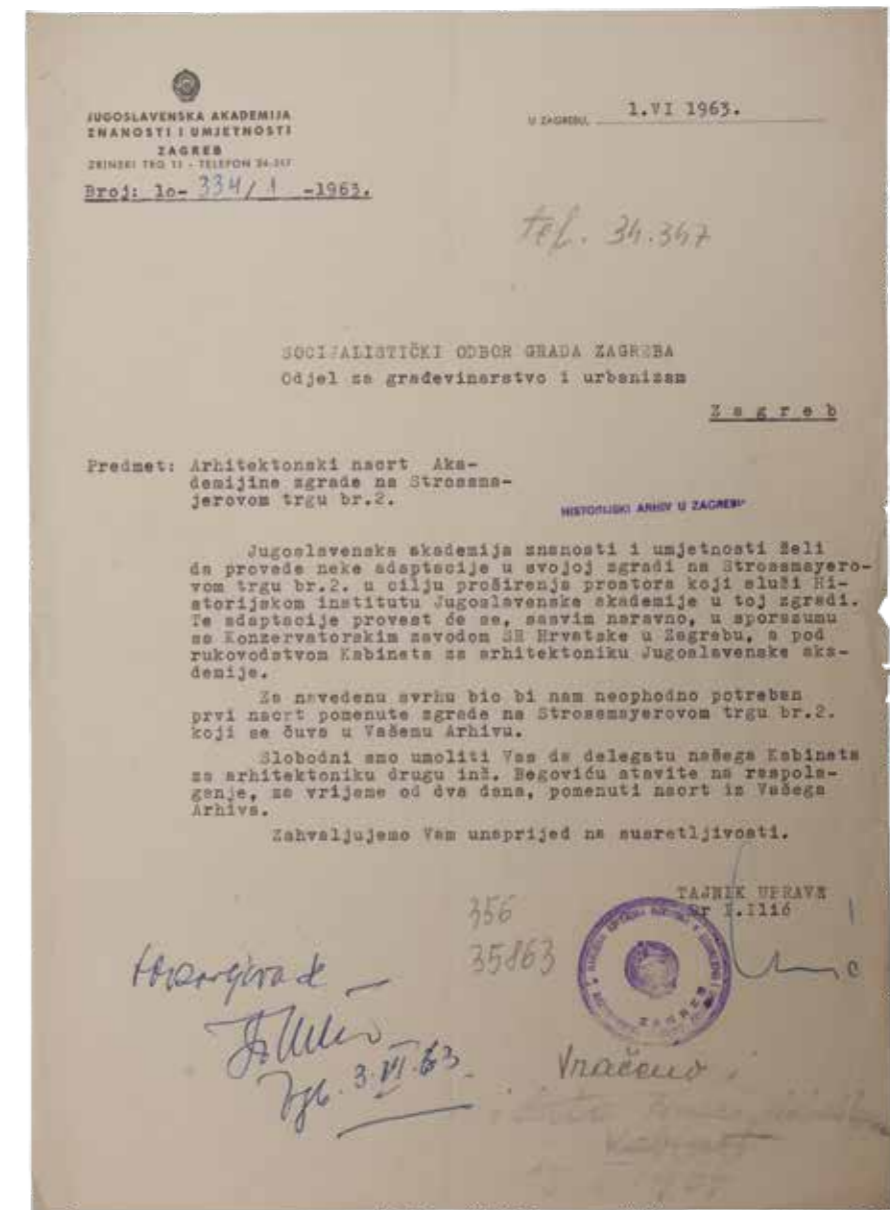 JUGOSLAVENSKA AKADEMIJA
ZNANOSTI I UMJETNOSTI
ZAGREB
ZRINSKI TRG 11 - TELEFON 34-347
U ZAGREBU, 1.VI 1963.
Broj: lo- 334/1 -1963.
tel. 34.347
SOCIJALISTIČKI ODBOR GRADA ZAGREBA
Odjel za građevinarstvo i urbanizam
Zagreb
Predmet: Arhitektonski nacrt Aka-
demijine zgrade na Strossma-
jerovom trgu br.2.
HISTORIJSKI ARHIV U ZAGREBU
Jugoslavenska akademija znanosti i umjetnosti želi
da provede neke adaptacije u svojoj zgradi na Strossmayero-
vom trgu br.2. u cilju proširenja prostora koji služi Hi-
storijskom institutu Jugoslavenske akademije u toj zgradi.
Te adaptacije provest će se, sasvim naravno, u sporazumu
sa Konzervatorskim zavodom SR Hrvatske u Zagrebu, a pod
rukovodstvom Kabineta za arhitektoniku Jugoslavenske aka-
demije.
Za navedenu svrhu bio bi nam neophodno potreban
prvi nacrt pomenute zgrade na Strossmayerovom trgu br.2.
koji se čuva u Vašemu Arhivu.
Slobodni smo umoliti Vas da delegatu našega Kabineta
za arhitektoniku drugu inž. Begoviću stavite na raspola-
ganje, za vrijeme od dva dana, pomenuti nacrt iz Vašega
Arhiva.
Zahvaljujemo Vam unaprijed na susretljivosti.
TAJNIK UPRAVE
Dr I.Ilić
356
35863
ZAGREB
Zgb. 3.VI.63
Vraćeno